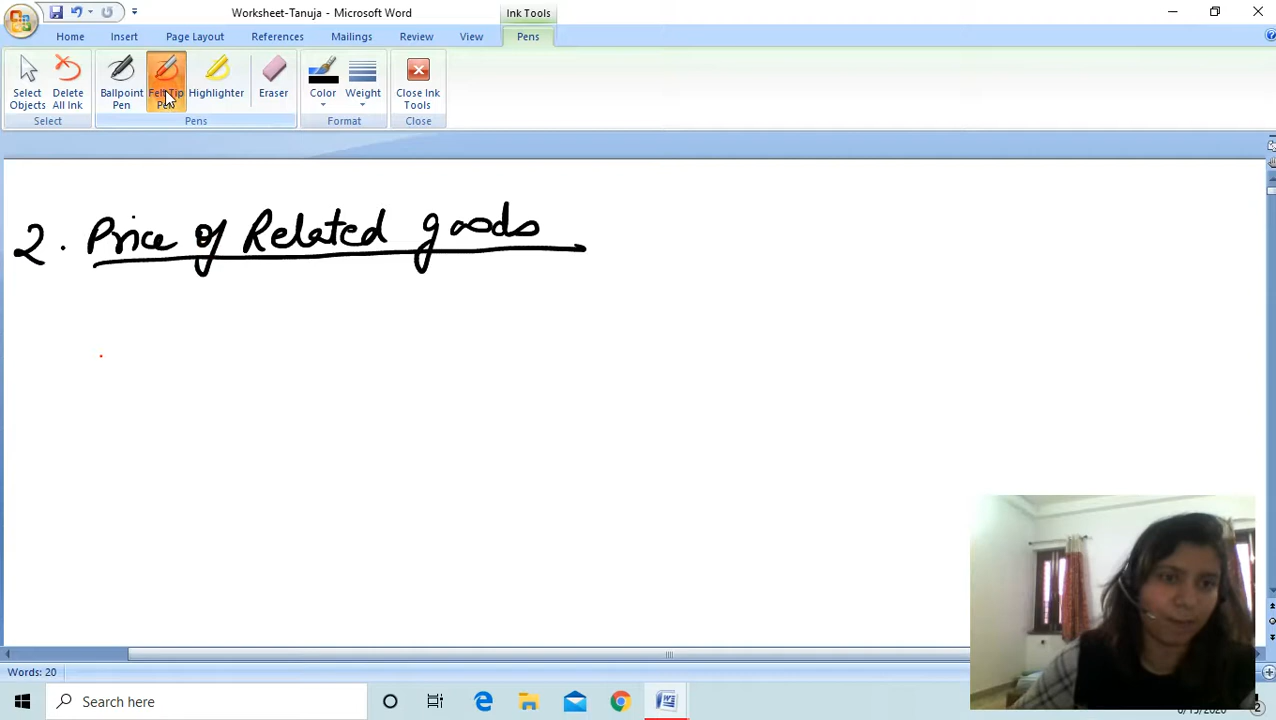 Worksheet-Tanuja - Microsoft Word
Ink Tools
Home Insert Page Layout References Mailings Review View Pens
Select Objects
Delete All Ink
Ballpoint Pen
Felt Tip Pen
Highlighter
Eraser
Color
Weight
Close Ink Tools
Select
Pens
Format
Close
2. Price of Related goods
Words: 20
Search here
2